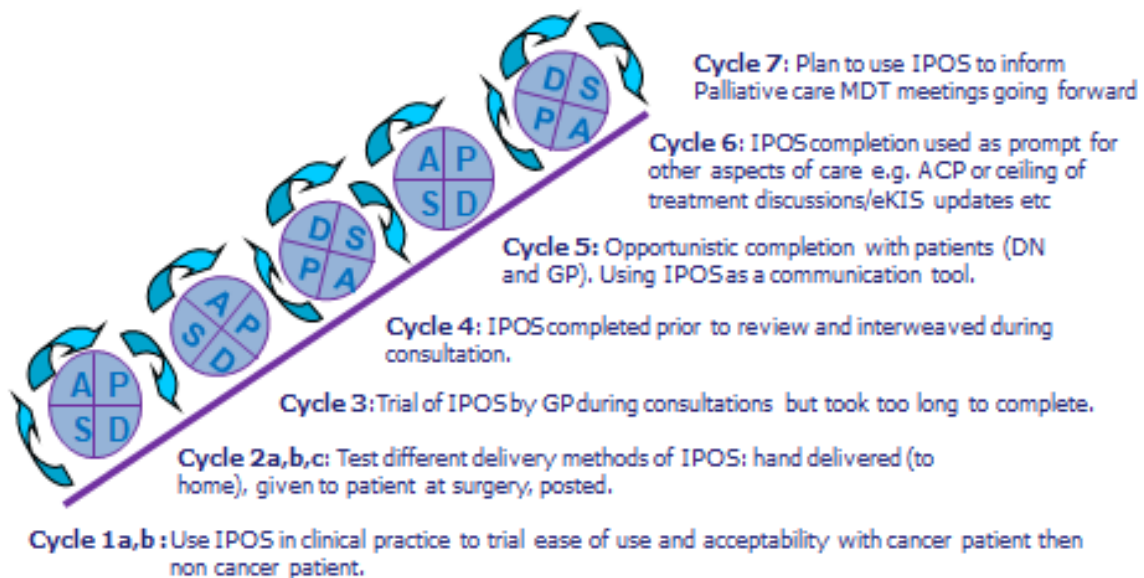 D S
P A
A P
S D
D S
P A
A P
S D
A P
S D
Cycle 7: Plan to use IPOS to inform
Palliative care MDT meetings going forward
Cycle 6: IPOS completion used as prompt for
other aspects of care e.g. ACP or ceiling of
treatment discussions/eKIS updates etc
Cycle 5: Opportunistic completion with patients (DN
and GP). Using IPOS as a communication tool.
Cycle 4: IPOS completed prior to review and interweaved during
consultation.
Cycle 3: Trial of IPOS by GP during consultations but took too long to complete.
Cycle 2a,b,c: Test different delivery methods of IPOS: hand delivered (to
home), given to patient at surgery, posted.
Cycle 1a,b : Use IPOS in clinical practice to trial ease of use and acceptability with cancer patient then
non cancer patient.